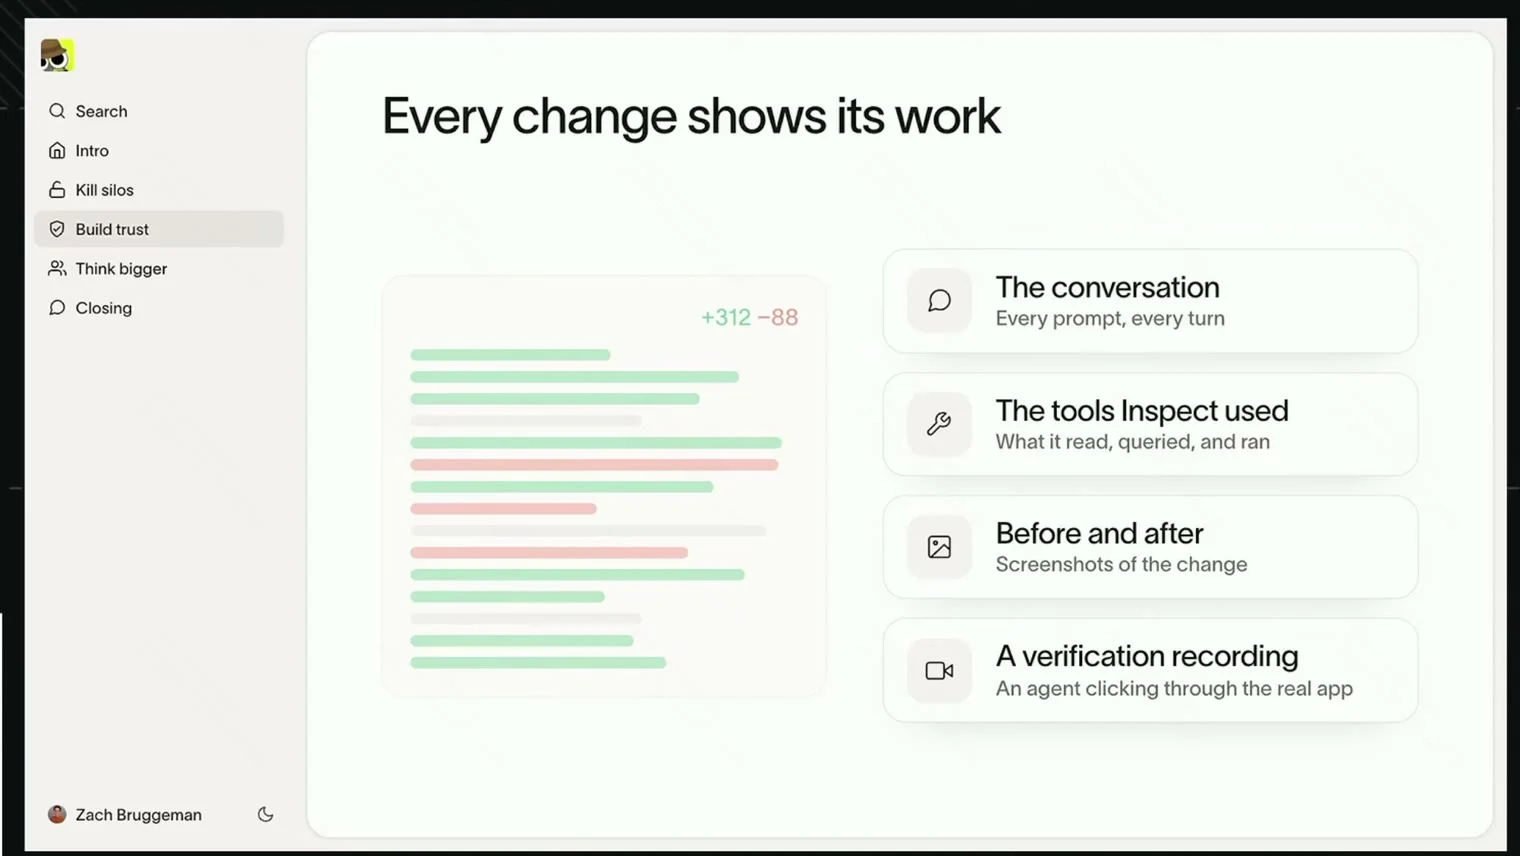 Search
Intro
Kill silos
Build trust
Think bigger
Closing
Zach Bruggeman
Every change shows its work
+312 −88
The conversation
Every prompt, every turn
The tools Inspect used
What it read, queried, and ran
Before and after
Screenshots of the change
A verification recording
An agent clicking through the real app